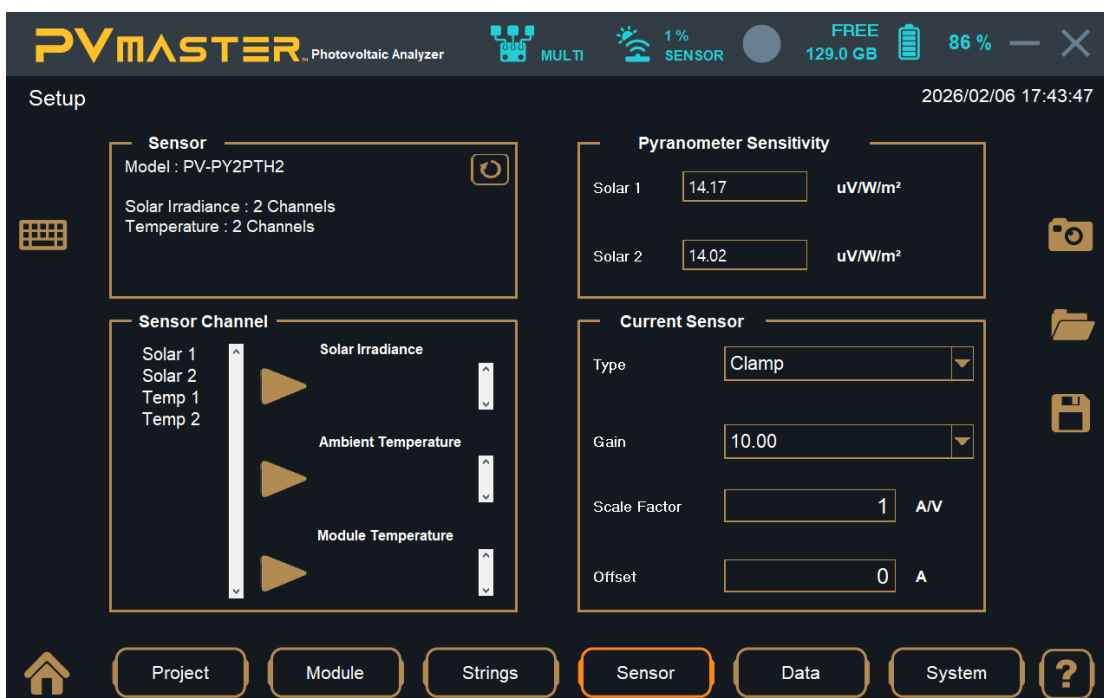 PVMASTER™ Photovoltaic Analyzer
MULTI
1 %
SENSOR
FREE
129.0 GB
86 %
Setup
2026/02/06 17:43:47
Sensor
Model : PV-PY2PTH2
Solar Irradiance : 2 Channels
Temperature : 2 Channels
Pyranometer Sensitivity
Solar 1 14.17 uV/W/m²
Solar 2 14.02 uV/W/m²
Sensor Channel
Solar 1
Solar 2
Temp 1
Temp 2
Solar Irradiance
Ambient Temperature
Module Temperature
Current Sensor
Type Clamp
Gain 10.00
Scale Factor 1 A/V
Offset 0 A
Project Module Strings Sensor Data System ?